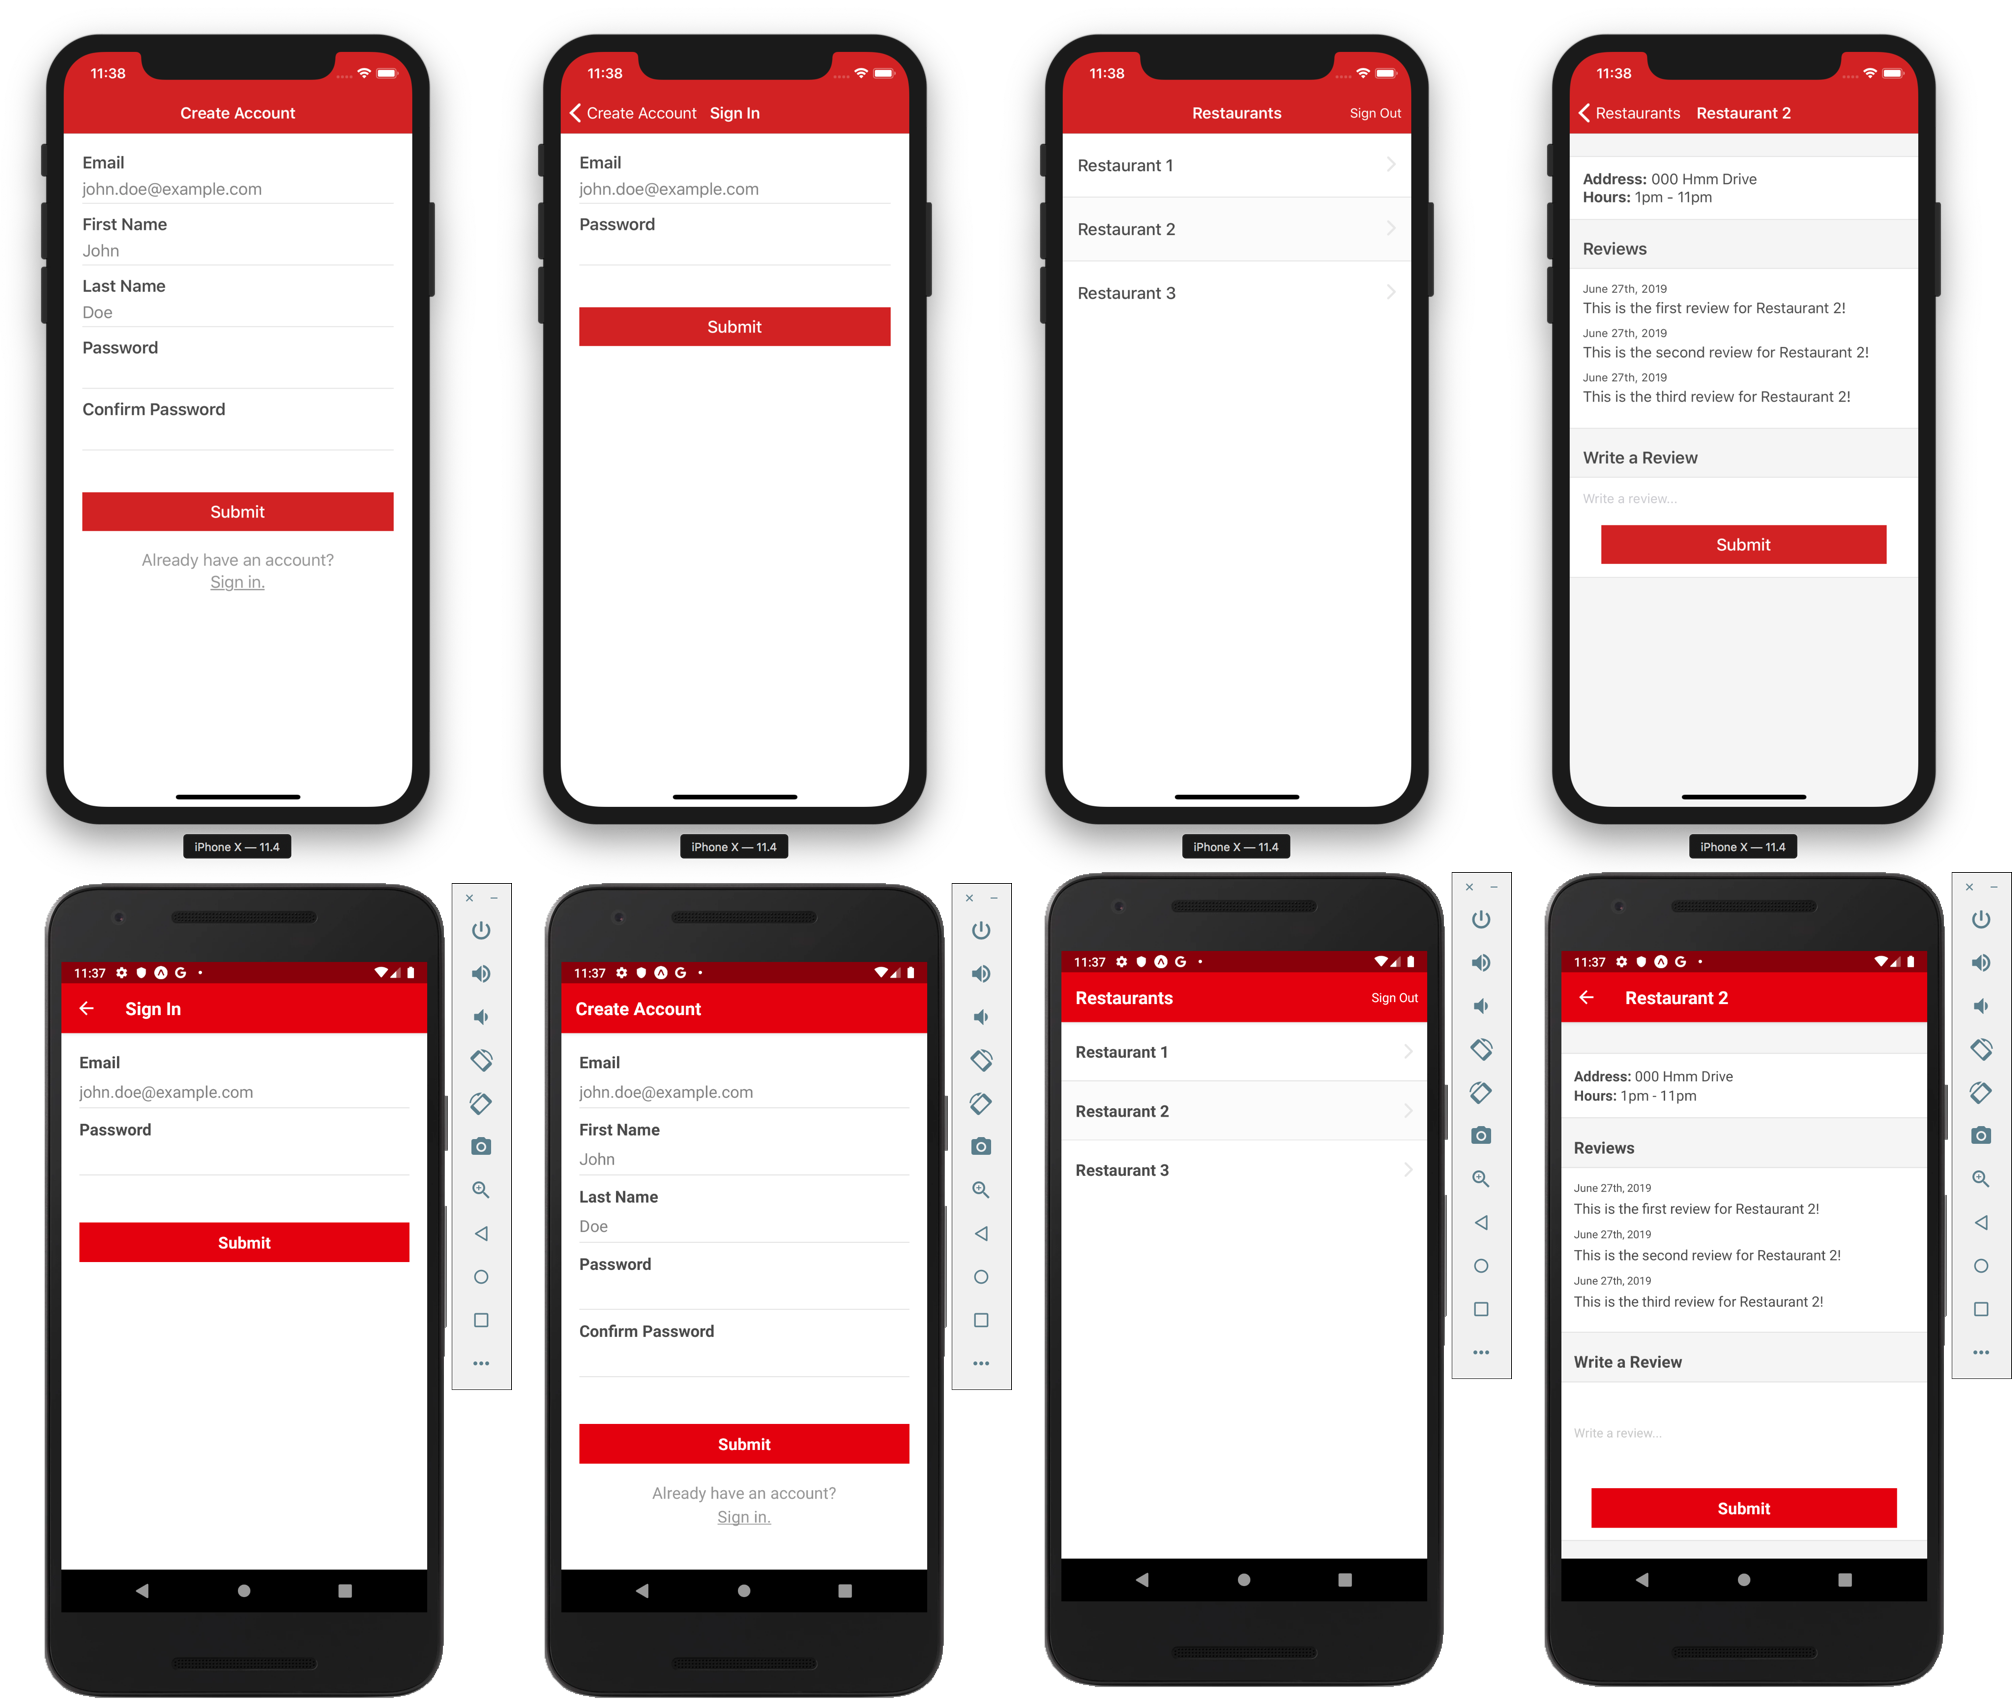 11:38
Create Account
Email
john.doe@example.com
First Name
John
Last Name
Doe
Password
Confirm Password
Submit
Already have an account?
Sign in.
iPhone X — 11.4
11:38
Create Account Sign In
Email
john.doe@example.com
Password
Submit
iPhone X — 11.4
11:38
Restaurants Sign Out
Restaurant 1
Restaurant 2
Restaurant 3
iPhone X — 11.4
11:38
Restaurants Restaurant 2
Address: 000 Hmm Drive
Hours: 1pm - 11pm
Reviews
June 27th, 2019
This is the first review for Restaurant 2!
June 27th, 2019
This is the second review for Restaurant 2!
June 27th, 2019
This is the third review for Restaurant 2!
Write a Review
Write a review...
Submit
iPhone X — 11.4
11:37 G
Sign In
Email
john.doe@example.com
Password
Submit
11:37 G
Create Account
Email
john.doe@example.com
First Name
John
Last Name
Doe
Password
Confirm Password
Submit
Already have an account?
Sign in.
11:37 G
Restaurants Sign Out
Restaurant 1
Restaurant 2
Restaurant 3
11:37 G
Restaurant 2
Address: 000 Hmm Drive
Hours: 1pm - 11pm
Reviews
June 27th, 2019
This is the first review for Restaurant 2!
June 27th, 2019
This is the second review for Restaurant 2!
June 27th, 2019
This is the third review for Restaurant 2!
Write a Review
Write a review...
Submit